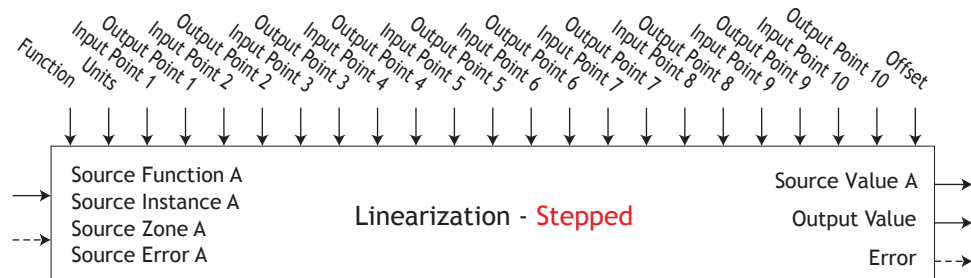 Function
Units
Input Point 1
Output Point 1
Input Point 2
Output Point 2
Input Point 3
Output Point 3
Input Point 4
Output Point 4
Input Point 5
Output Point 5
Input Point 6
Output Point 6
Input Point 7
Output Point 7
Input Point 8
Output Point 8
Input Point 9
Output Point 9
Input Point 10
Output Point 10
Offset
Source Function A
Source Instance A
Source Zone A
Source Error A
Linearization - Stepped
Source Value A
Output Value
Error